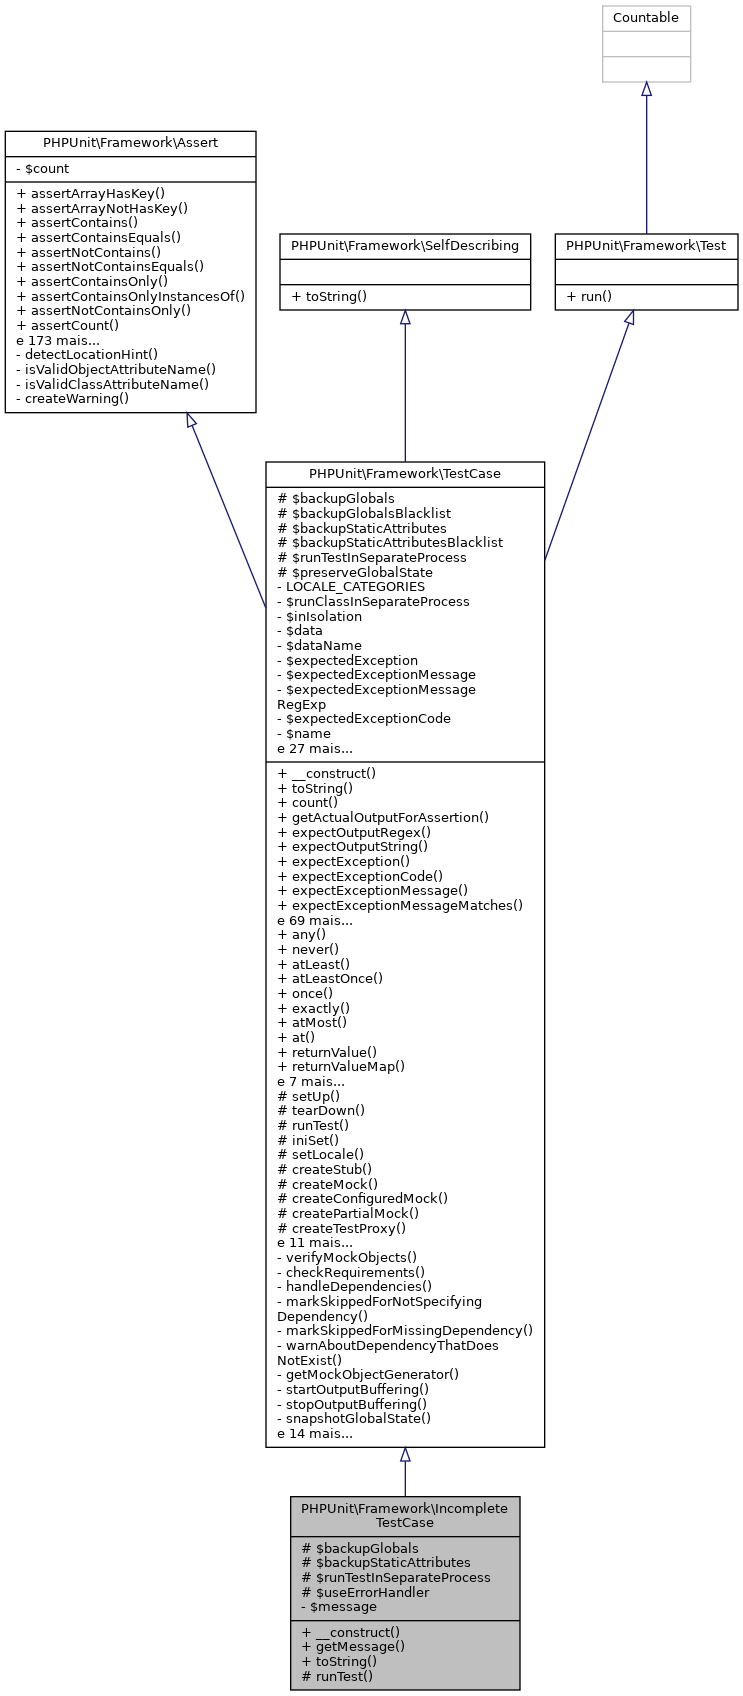 Countable
PHPUnit\Framework\Assert
- $count
+ assertArrayHasKey()
+ assertArrayNotHasKey()
+ assertContains()
+ assertContainsEquals()
+ assertNotContains()
+ assertNotContainsEquals()
+ assertContainsOnly()
+ assertContainsOnlyInstancesOf()
+ assertNotContainsOnly()
+ assertCount()
e 173 mais...
- detectLocationHint()
- isValidObjectAttributeName()
- isValidClassAttributeName()
- createWarning()
PHPUnit\Framework\SelfDescribing
+ toString()
PHPUnit\Framework\Test
+ run()
PHPUnit\Framework\TestCase
# $backupGlobals
# $backupGlobalsBlacklist
# $backupStaticAttributes
# $backupStaticAttributesBlacklist
# $runTestInSeparateProcess
# $preserveGlobalState
- LOCALE_CATEGORIES
- $runClassInSeparateProcess
- $inIsolation
- $data
- $dataName
- $expectedException
- $expectedExceptionMessage
- $expectedExceptionMessage
RegExp
- $expectedExceptionCode
- $name
e 27 mais...
+ __construct()
+ toString()
+ count()
+ getActualOutputForAssertion()
+ expectOutputRegex()
+ expectOutputString()
+ expectException()
+ expectExceptionCode()
+ expectExceptionMessage()
+ expectExceptionMessageMatches()
e 69 mais...
+ any()
+ never()
+ atLeast()
+ atLeastOnce()
+ once()
+ exactly()
+ atMost()
+ at()
+ returnValue()
+ returnValueMap()
e 7 mais...
# setUp()
# tearDown()
# runTest()
# iniSet()
# setLocale()
# createStub()
# createMock()
# createConfiguredMock()
# createPartialMock()
# createTestProxy()
e 11 mais...
- verifyMockObjects()
- checkRequirements()
- handleDependencies()
- markSkippedForNotSpecifying
Dependency()
- markSkippedForMissingDependency()
- warnAboutDependencyThatDoes
NotExist()
- getMockObjectGenerator()
- startOutputBuffering()
- stopOutputBuffering()
- snapshotGlobalState()
e 14 mais...
PHPUnit\Framework\Incomplete
TestCase
# $backupGlobals
# $backupStaticAttributes
# $runTestInSeparateProcess
# $useErrorHandler
- $message
+ __construct()
+ getMessage()
+ toString()
# runTest()